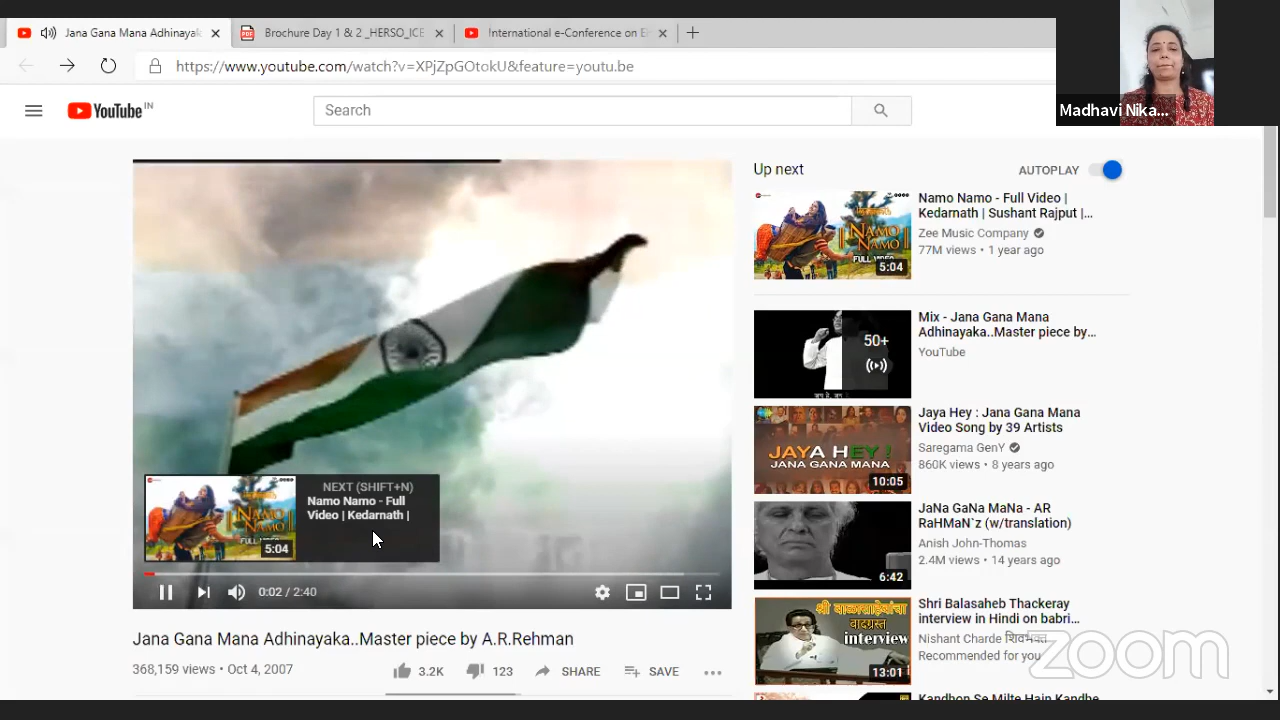 Jana Gana Mana Adhinayak
Brochure Day 1 & 2 _HERSO_ICE
International e-Conference on
https://www.youtube.com/watch?v=XPjZpGOtokU&feature=youtu.be
Madhavi Nika...
YouTube IN
Search
Up next
AUTOPLAY
NAMO NAMO
5:04
Namo Namo - Full Video |
Kedarnath | Sushant Rajput |...
Zee Music Company
77M views • 1 year ago
50+
Mix - Jana Gana Mana
Adhinayaka..Master piece by...
YouTube
JAYA HEY !
JANA GANA MANA
10:05
Jaya Hey : Jana Gana Mana
Video Song by 39 Artists
Saregama GenY
860K views • 8 years ago
6:42
JaNa GaNa MaNa - AR
RaHMaN`z (w/translation)
Anish John-Thomas
2.4M views • 14 years ago
श्री बाळासाहेबांचा
वादग्रस्त
interview
13:01
Shri Balasaheb Thackeray
interview in Hindi on babri...
Nishant Charde
Recommended for you
Kandhon Se Milte Hain Kandhe
NAMO NAMO
5:04
NEXT (SHIFT+N)
Namo Namo - Full
Video | Kedarnath |
0:02 / 2:40
Jana Gana Mana Adhinayaka..Master piece by A.R.Rehman
368,159 views • Oct 4, 2007
3.2K
123
SHARE
SAVE
zoom